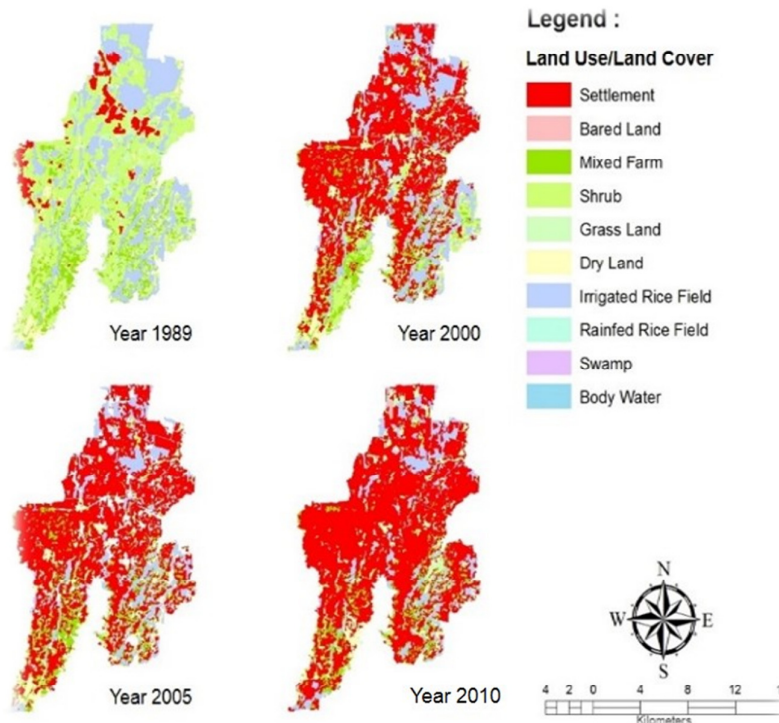 Legend :
Land Use/Land Cover
Settlement
Bared Land
Mixed Farm
Shrub
Grass Land
Dry Land
Irrigated Rice Field
Rainfed Rice Field
Swamp
Body Water
Year 1989
Year 2000
Year 2005
Year 2010
N
W E
S
4 2 0 4 8 12
Kilometers